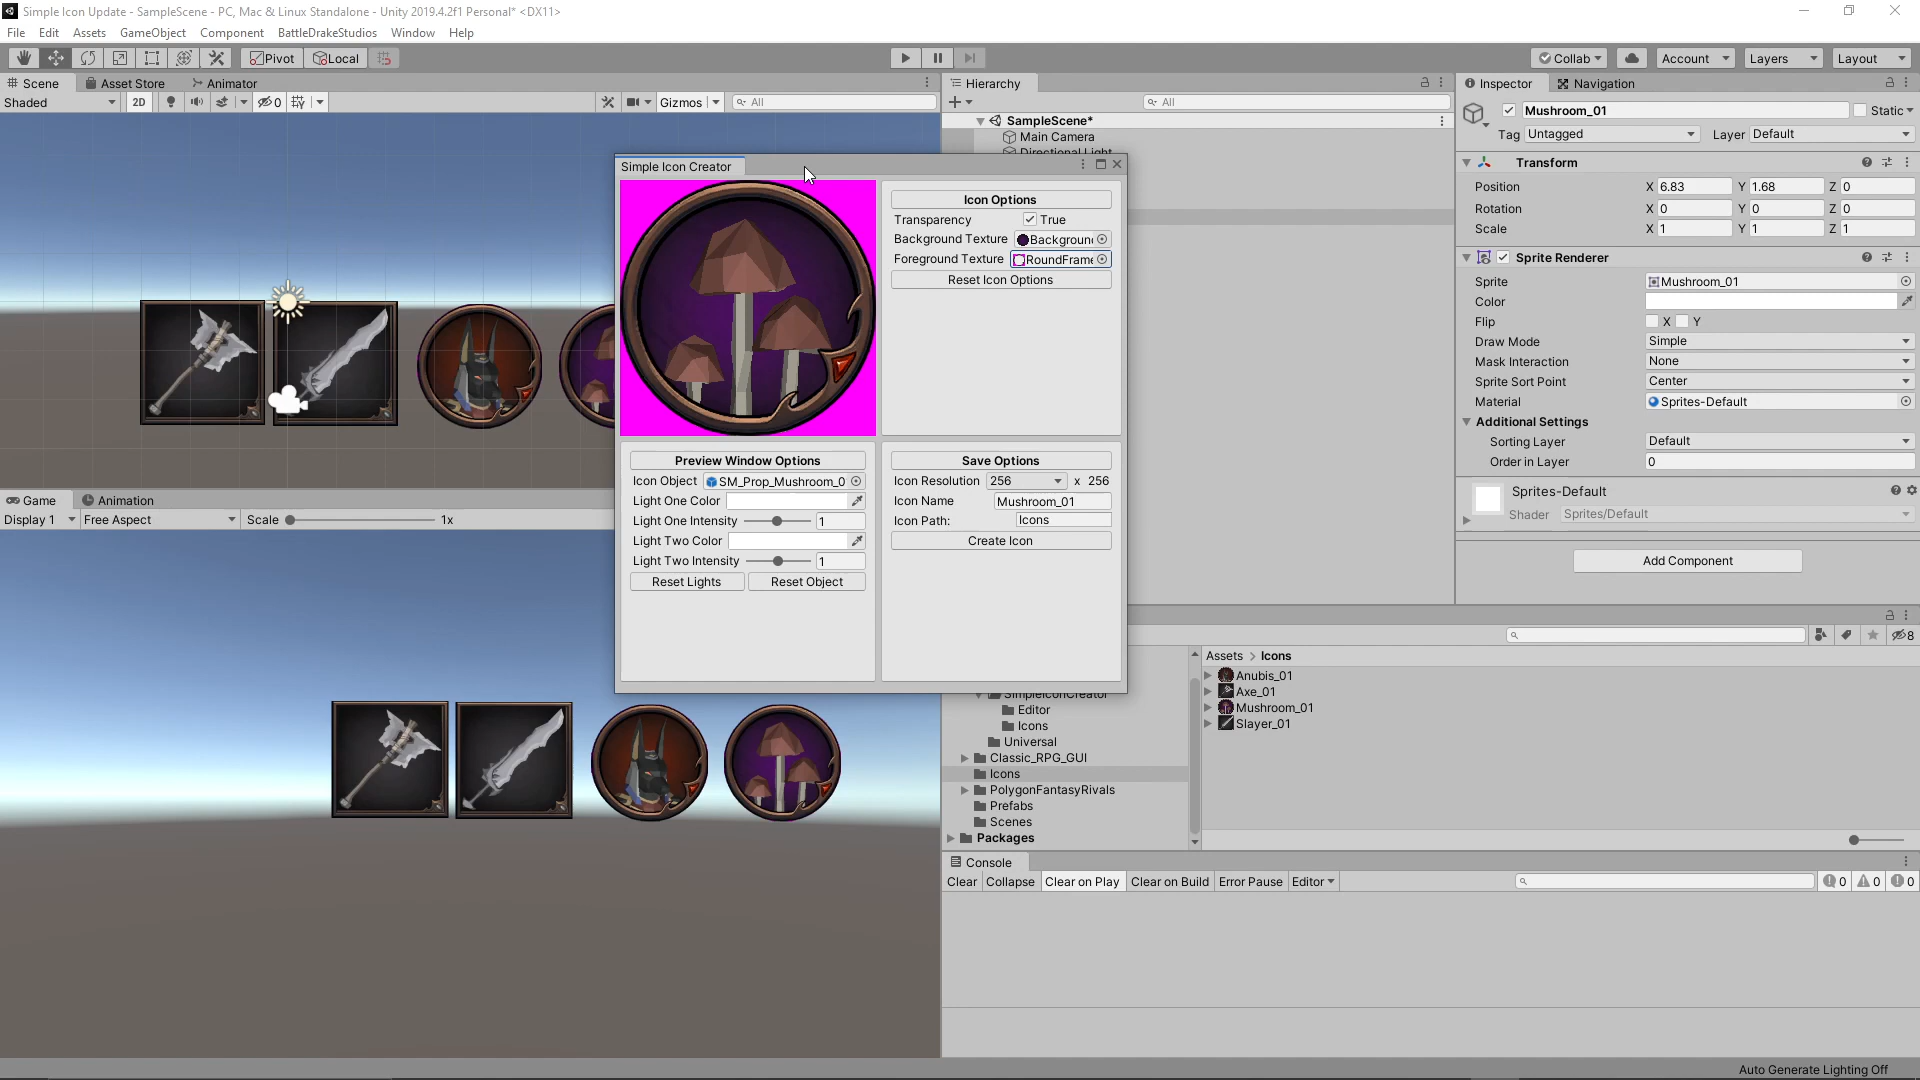 Simple Icon Update - SampleScene - PC, Mac & Linux Standalone - Unity 2019.4.2f1 Personal* <DX11>
File Edit Assets GameObject Component BattleDrakeStudios Window Help
Pivot Local Collab Account Layers Layout
Scene Asset Store Animator
Shaded 2D 0 Gizmos All
Hierarchy
All
SampleScene*
Main Camera
Directional Light
Inspector Navigation
Mushroom_01 Static
Tag Untagged Layer Default
Transform
Position X 6.83 Y 1.68 Z 0
Rotation X 0 Y 0 Z 0
Scale X 1 Y 1 Z 1
Sprite Renderer
Sprite Mushroom_01
Color
Flip X Y
Draw Mode Simple
Mask Interaction None
Sprite Sort Point Center
Material Sprites-Default
Additional Settings
Sorting Layer Default
Order in Layer 0
Sprites-Default
Shader Sprites/Default
Add Component
Simple Icon Creator
Icon Options
Transparency True
Background Texture Backgroun
Foreground Texture RoundFrame
Reset Icon Options
Preview Window Options
Icon Object SM_Prop_Mushroom_0
Light One Color
Light One Intensity 1
Light Two Color
Light Two Intensity 1
Reset Lights Reset Object
Save Options
Icon Resolution 256 x 256
Icon Name Mushroom_01
Icon Path: Icons
Create Icon
Game Animation
Display 1 Free Aspect Scale 1x
8
SimpleIconCreator
Editor
Icons
Universal
Classic_RPG_GUI
Icons
PolygonFantasyRivals
Prefabs
Scenes
Packages
Assets > Icons
Anubis_01
Axe_01
Mushroom_01
Slayer_01
Console
Clear Collapse Clear on Play Clear on Build Error Pause Editor 0 0 0
Auto Generate Lighting Off